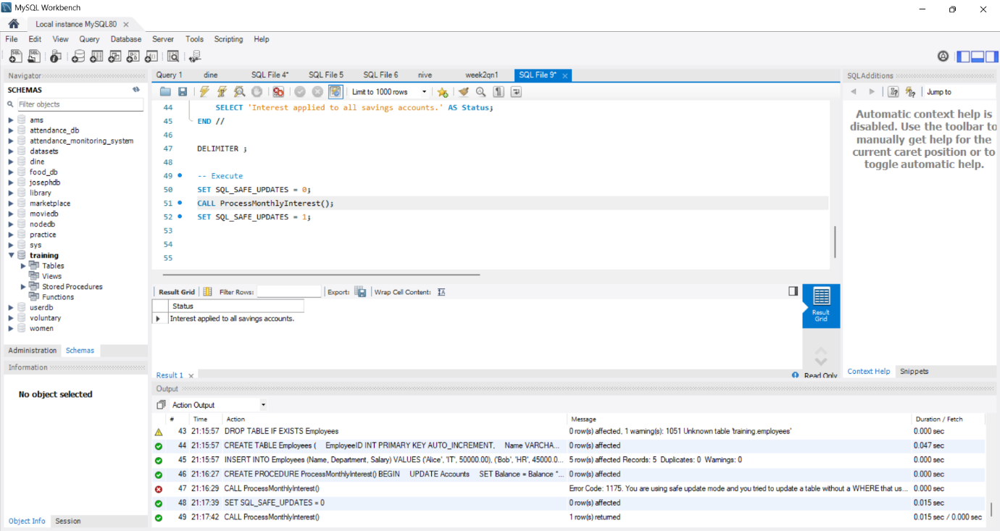 MySQL Workbench
Local instance MySQL80
File Edit View Query Database Server Tools Scripting Help
Navigator
SCHEMAS
Filter objects
ams
attendance_db
attendance_monitoring_system
datasets
dine
food_db
josephdb
library
marketplace
moviedb
nodedb
practice
sys
training
Tables
Views
Stored Procedures
Functions
userdb
voluntary
women
Administration Schemas
Information
No object selected
Object Info Session
Query 1 dine SQL File 4* SQL File 5 SQL File 6 nive week2qn1 SQL File 9*
Limit to 1000 rows
44 SELECT 'Interest applied to all savings accounts.' AS Status;
45 END //
46
47 DELIMITER ;
48
49 -- Execute
50 SET SQL_SAFE_UPDATES = 0;
51 CALL ProcessMonthlyInterest();
52 SET SQL_SAFE_UPDATES = 1;
53
54
55
Result Grid Filter Rows: Export: Wrap Cell Content:
Status
Interest applied to all savings accounts.
Result Grid
Result 1 Read Only
SQLAdditions
Jump to
Automatic context help is
disabled. Use the toolbar to
manually get help for the
current caret position or to
toggle automatic help.
Context Help Snippets
Output
Action Output
# Time Action Message Duration / Fetch
43 21:15:57 DROP TABLE IF EXISTS Employees 0 row(s) affected, 1 warning(s): 1051 Unknown table 'training.employees' 0.000 sec
44 21:15:57 CREATE TABLE Employees ( EmployeeID INT PRIMARY KEY AUTO_INCREMENT, Name VARCHA... 0 row(s) affected 0.047 sec
45 21:15:57 INSERT INTO Employees (Name, Department, Salary) VALUES ('Alice', 'IT', 50000.00), ('Bob', 'HR', 45000.0... 5 row(s) affected Records: 5 Duplicates: 0 Warnings: 0 0.000 sec
46 21:16:27 CREATE PROCEDURE ProcessMonthlyInterest() BEGIN UPDATE Accounts SET Balance = Balance *... 0 row(s) affected 0.000 sec
47 21:16:29 CALL ProcessMonthlyInterest() Error Code: 1175. You are using safe update mode and you tried to update a table without a WHERE that us... 0.000 sec
48 21:17:39 SET SQL_SAFE_UPDATES = 0 0 row(s) affected 0.015 sec
49 21:17:42 CALL ProcessMonthlyInterest() 1 row(s) returned 0.015 sec / 0.000 sec